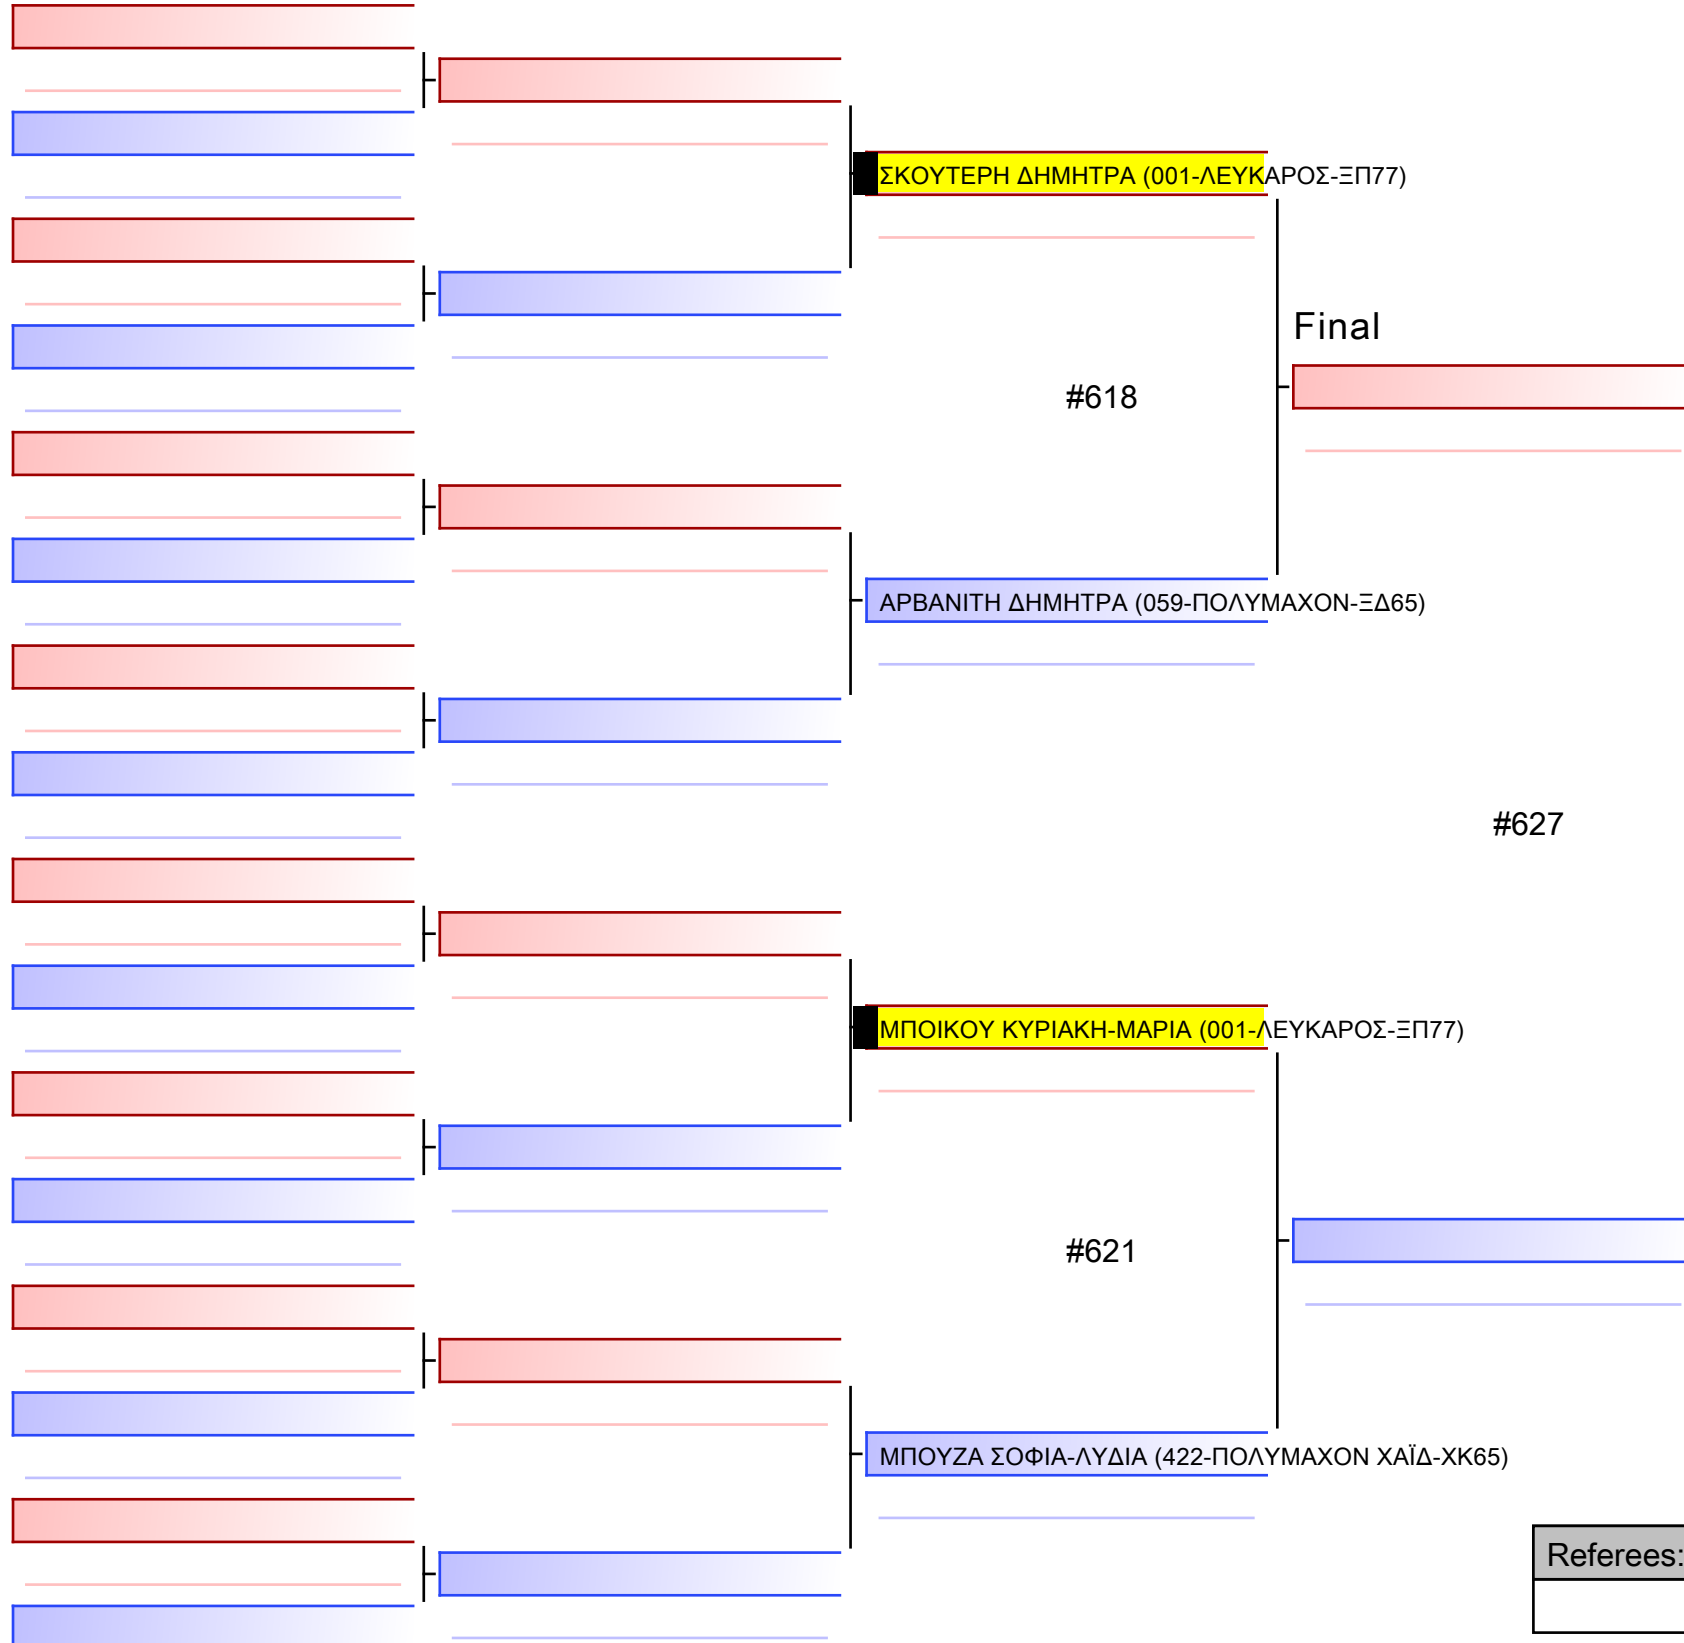 ΣΚΟΥΤΕΡΗ ΔΗΜΗΤΡΑ (001-ΛΕΥΚΑΡΟΣ-ΞΠ77)
Final
#618
ΑΡΒΑΝΙΤΗ ΔΗΜΗΤΡΑ (059-ΠΟΛΥΜΑΧΟΝ-ΞΔ65)
#627
ΜΠΟΙΚΟΥ ΚΥΡΙΑΚΗ-ΜΑΡΙΑ (001-ΛΕΥΚΑΡΟΣ-ΞΠ77)
#621
ΜΠΟΥΖΑ ΣΟΦΙΑ-ΛΥΔΙΑ (422-ΠΟΛΥΜΑΧΟΝ ΧΑΪΔ-ΧΚ65)
Referees: